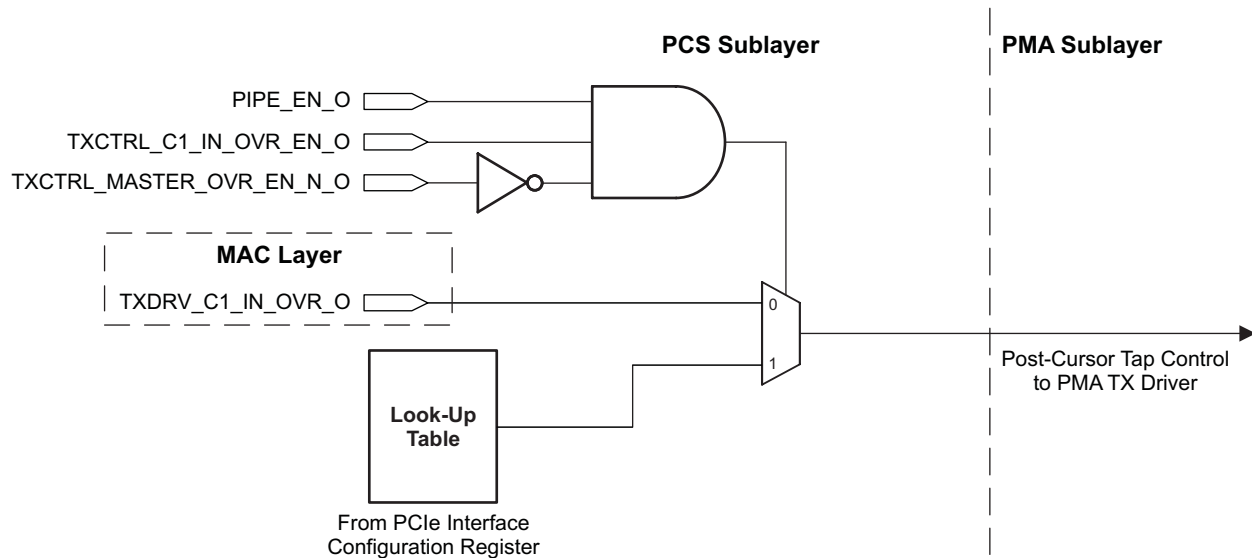 PCS Sublayer
PMA Sublayer
PIPE_EN_O
TXCTRL_C1_IN_OVR_EN_O
TXCTRL_MASTER_OVR_EN_N_O
MAC Layer
TXDRV_C1_IN_OVR_O
0
1
Post-Cursor Tap Control
to PMA TX Driver
Look-Up
Table
From PCIe Interface
Configuration Register